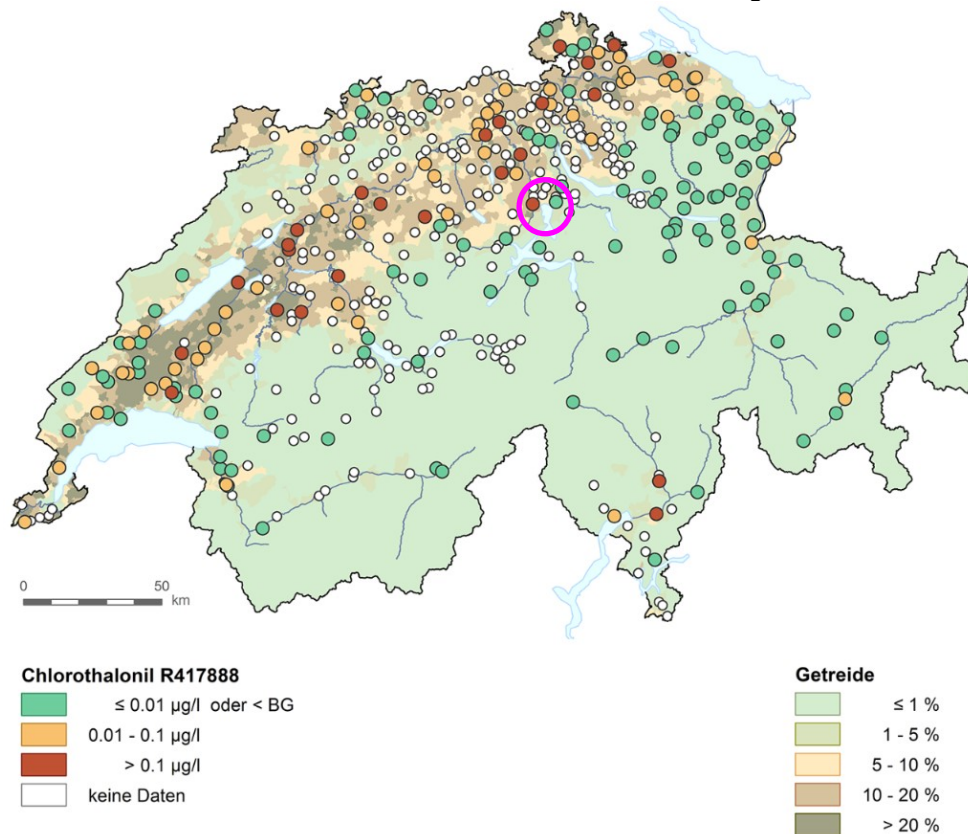 0 50
km
Chlorothalonil R417888
≤ 0.01 µg/l oder < BG
0.01 - 0.1 µg/l
> 0.1 µg/l
keine Daten
Getreide
≤ 1 %
1 - 5 %
5 - 10 %
10 - 20 %
> 20 %